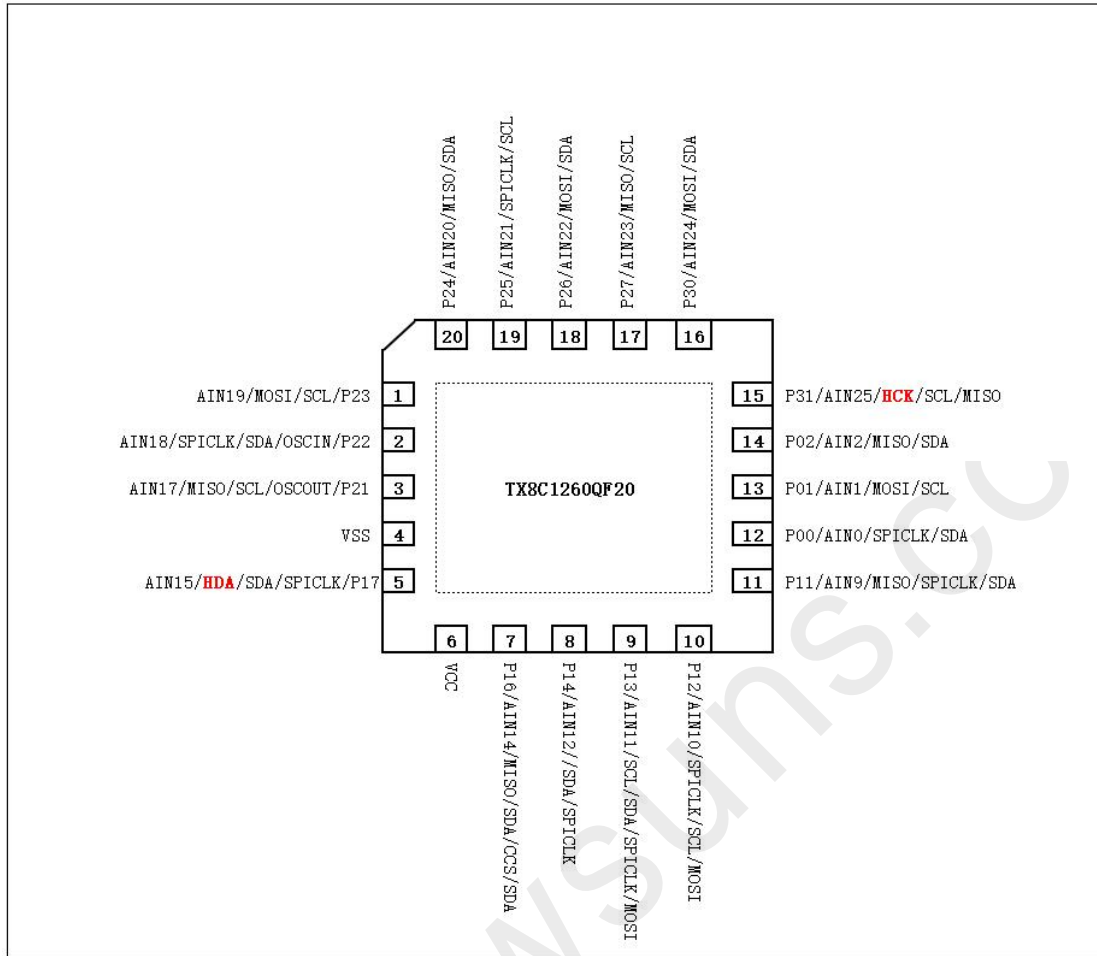 P24/AIN20/MISO/SDA
P25/AIN21/SPICLK/SCL
P26/AIN22/MOSI/SDA
P27/AIN23/MISO/SCL
P30/AIN24/MOSI/SDA
20 19 18 17 16
AIN19/MOSI/SCL/P23 1
15 P31/AIN25/HCK/SCL/MISO
AIN18/SPICLK/SDA/OSCIN/P22 2
14 P02/AIN2/MISO/SDA
AIN17/MISO/SCL/OSCOUT/P21 3
TX8C1260QF20
13 P01/AIN1/MOSI/SCL
VSS 4
12 P00/AIN0/SPICLK/SDA
AIN15/HDA/SDA/SPICLK/P17 5
11 P11/AIN9/MISO/SPICLK/SDA
6 7 8 9 10
VCC
P16/AIN14/MISO/SDA/CCS/SDA
P14/AIN12//SDA/SPICLK
P13/AIN11/SCL/SDA/SPICLK/MOSI
P12/AIN10/SPICLK/SCL/MOSI